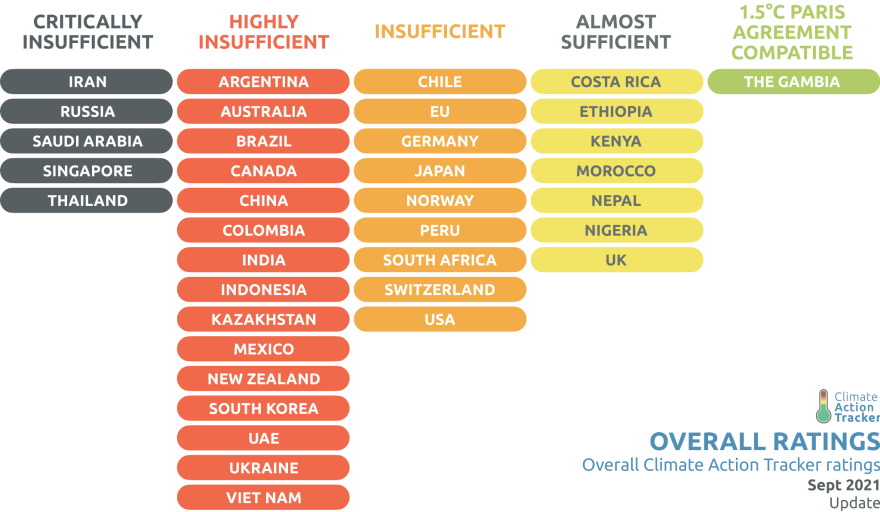 CRITICALLY
INSUFFICIENT
IRAN
RUSSIA
SAUDI ARABIA
SINGAPORE
THAILAND
HIGHLY
INSUFFICIENT
ARGENTINA
AUSTRALIA
BRAZIL
CANADA
CHINA
COLOMBIA
INDIA
INDONESIA
KAZAKHSTAN
MEXICO
NEW ZEALAND
SOUTH KOREA
UAE
UKRAINE
VIET NAM
INSUFFICIENT
CHILE
EU
GERMANY
JAPAN
NORWAY
PERU
SOUTH AFRICA
SWITZERLAND
USA
ALMOST
SUFFICIENT
COSTA RICA
ETHIOPIA
KENYA
MOROCCO
NEPAL
NIGERIA
UK
1.5°C PARIS
AGREEMENT
COMPATIBLE
THE GAMBIA
Climate
Action
Tracker
OVERALL RATINGS
Overall Climate Action Tracker ratings
Sept 2021
Update